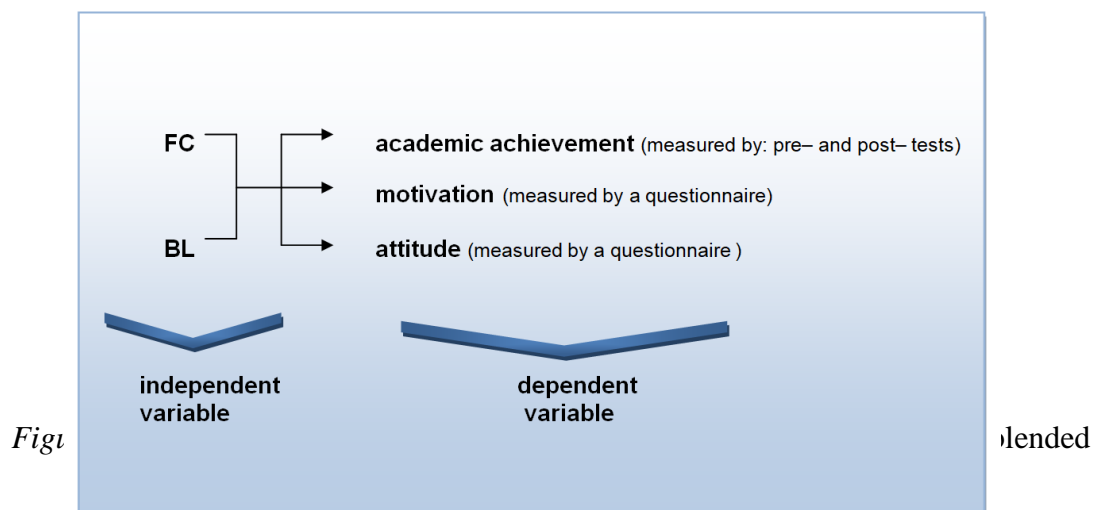 FC
academic achievement (measured by: pre– and post– tests)
motivation (measured by a questionnaire)
BL
attitude (measured by a questionnaire )
independent
variable
dependent
variable